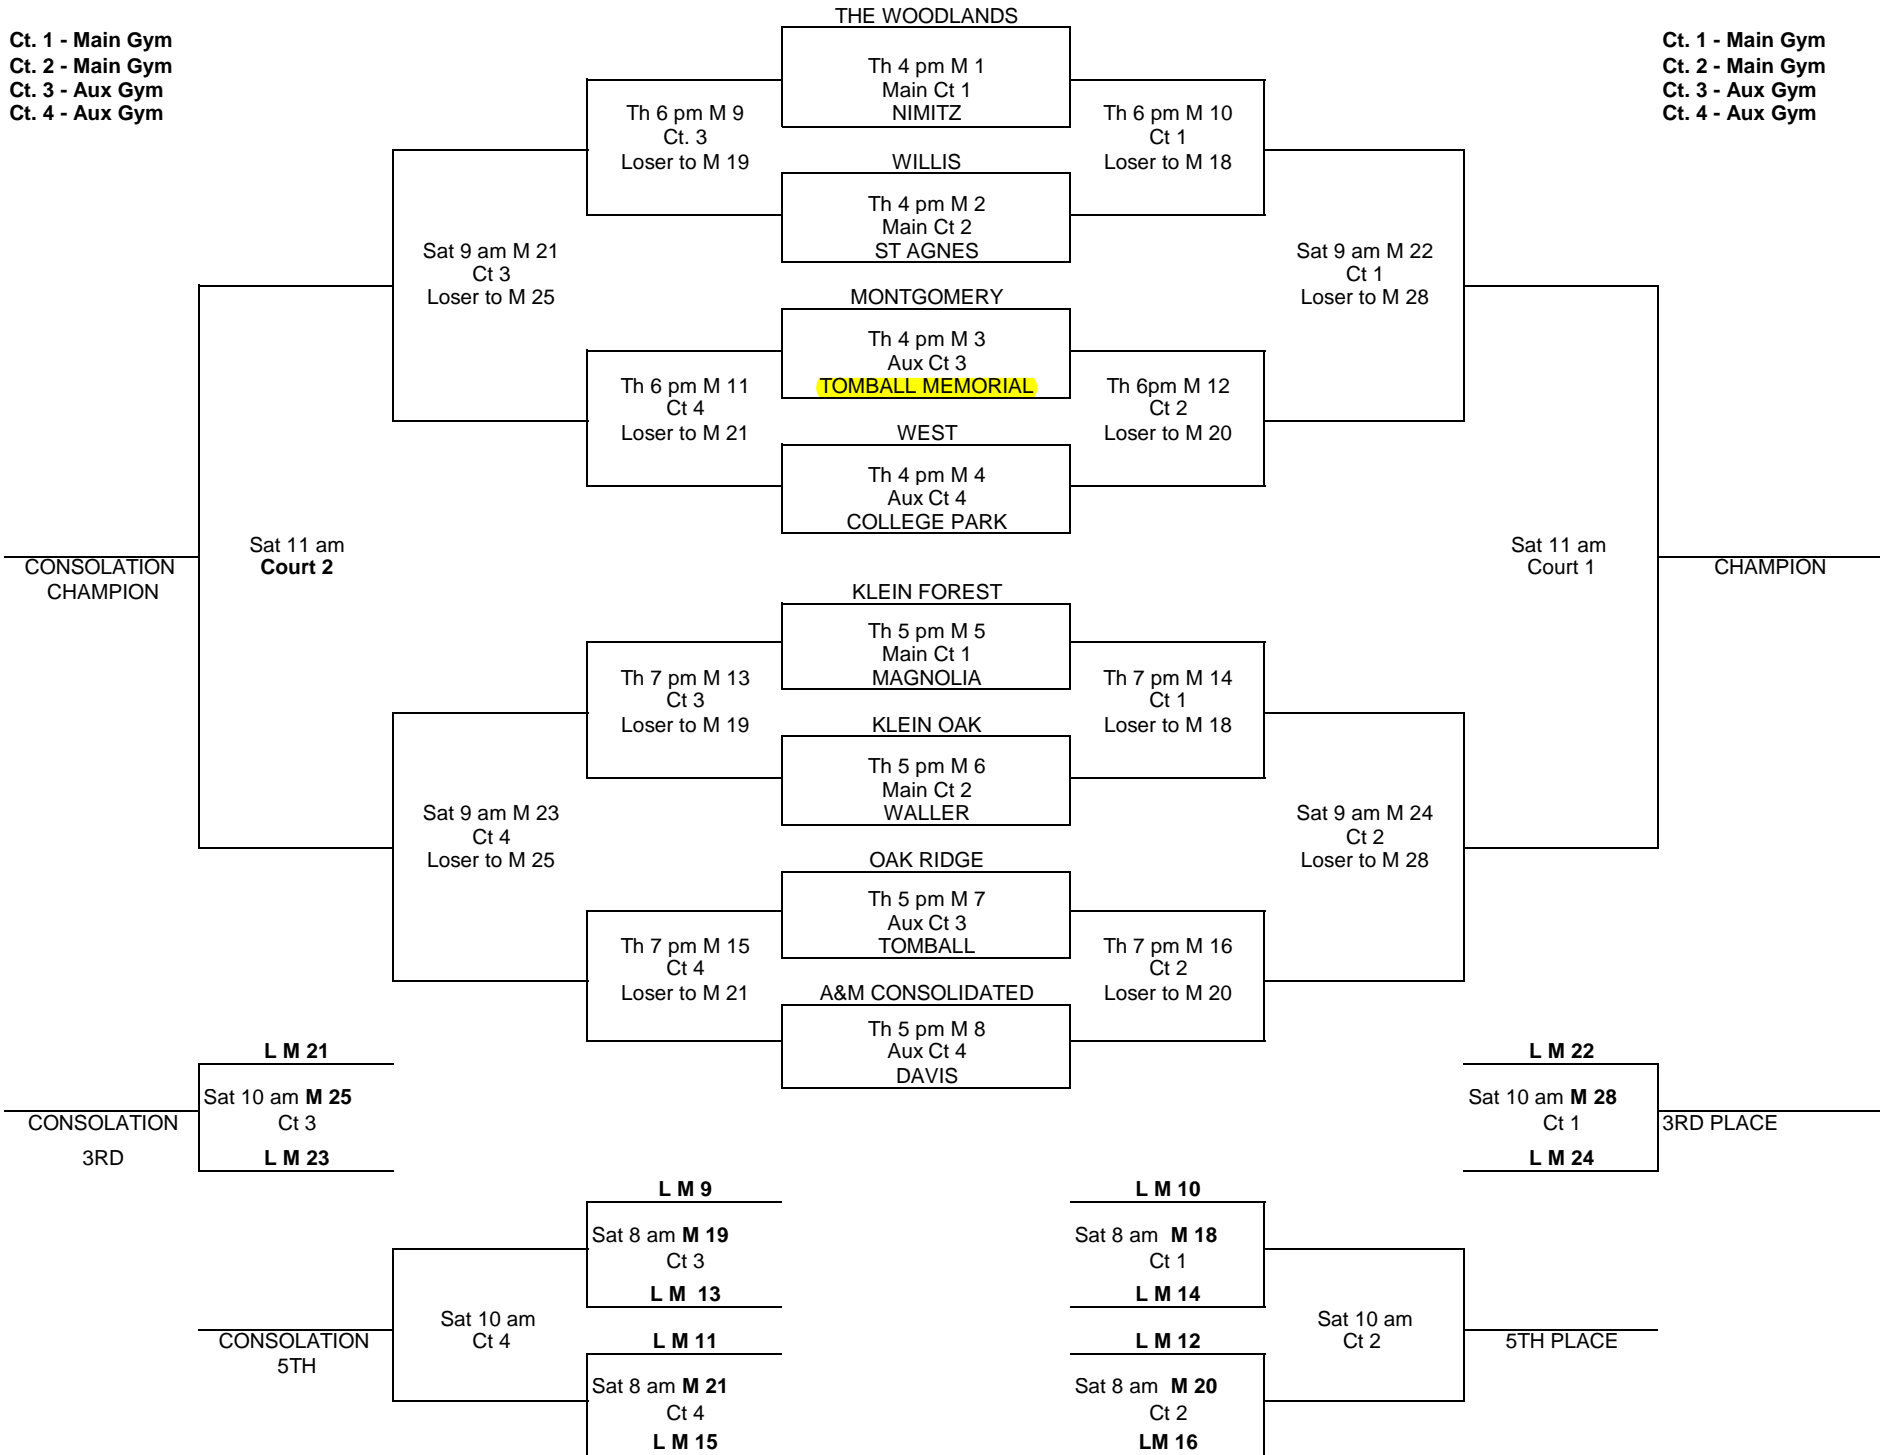 THE WOODLANDS
Ct. 1 - Main Gym
Ct. 2 - Main Gym
Ct. 3 - Aux Gym
Ct. 4 - Aux Gym
Ct. 1 - Main Gym
Ct. 2 - Main Gym
Ct. 3 - Aux Gym
Ct. 4 - Aux Gym
Th 4 pm M 1
Main Ct 1
NIMITZ
Th 6 pm M 9
Ct. 3
Loser to M 19
Th 6 pm M 10
Ct 1
Loser to M 18
WILLIS
Th 4 pm M 2
Main Ct 2
ST AGNES
Sat 9 am M 21
Ct 3
Loser to M 25
Sat 9 am M 22
Ct 1
Loser to M 28
MONTGOMERY
Th 4 pm M 3
Aux Ct 3
TOMBALL MEMORIAL
Th 6 pm M 11
Ct 4
Loser to M 21
Th 6pm M 12
Ct 2
Loser to M 20
WEST
Th 4 pm M 4
Aux Ct 4
COLLEGE PARK
CONSOLATION
CHAMPION
Sat 11 am
Court 2
Sat 11 am
Court 1
CHAMPION
KLEIN FOREST
Th 5 pm M 5
Main Ct 1
MAGNOLIA
Th 7 pm M 13
Ct 3
Loser to M 19
Th 7 pm M 14
Ct 1
Loser to M 18
KLEIN OAK
Th 5 pm M 6
Main Ct 2
WALLER
Sat 9 am M 23
Ct 4
Loser to M 25
Sat 9 am M 24
Ct 2
Loser to M 28
OAK RIDGE
Th 5 pm M 7
Aux Ct 3
TOMBALL
Th 7 pm M 15
Ct 4
Loser to M 21
Th 7 pm M 16
Ct 2
Loser to M 20
A&M CONSOLIDATED
Th 5 pm M 8
Aux Ct 4
DAVIS
L M 21
Sat 10 am M 25
Ct 3
L M 23
CONSOLATION
3RD
L M 22
Sat 10 am M 28
Ct 1
L M 24
3RD PLACE
L M 9
Sat 8 am M 19
Ct 3
L M 13
L M 10
Sat 8 am M 18
Ct 1
L M 14
CONSOLATION
5TH
Sat 10 am
Ct 4
Sat 10 am
Ct 2
5TH PLACE
L M 11
Sat 8 am M 21
Ct 4
L M 15
L M 12
Sat 8 am M 20
Ct 2
LM 16